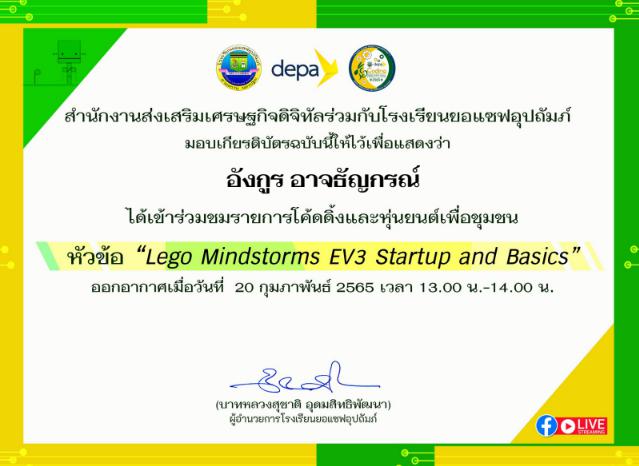 depa
สำนักงานส่งเสริมเศรษฐกิจดิจิทัลร่วมกับโรงเรียนยอแซฟอุปถัมภ์
มอบเกียรติบัตรฉบับนี้ให้ไว้เพื่อแสดงว่า
อังกูร อาจธัญกรณ์
ได้เข้าร่วมชมรายการโค้ดดิ้งและหุ่นยนต์เพื่อชุมชน
หัวข้อ “Lego Mindstorms EV3 Startup and Basics”
ออกอากาศเมื่อวันที่ 20 กุมภาพันธ์ 2565 เวลา 13.00 น.-14.00 น.
(บาทหลวงสุชาติ อุดมสิทธิพัฒนา)
ผู้อำนวยการโรงเรียนยอแซฟอุปถัมภ์
LIVE
STREAMING